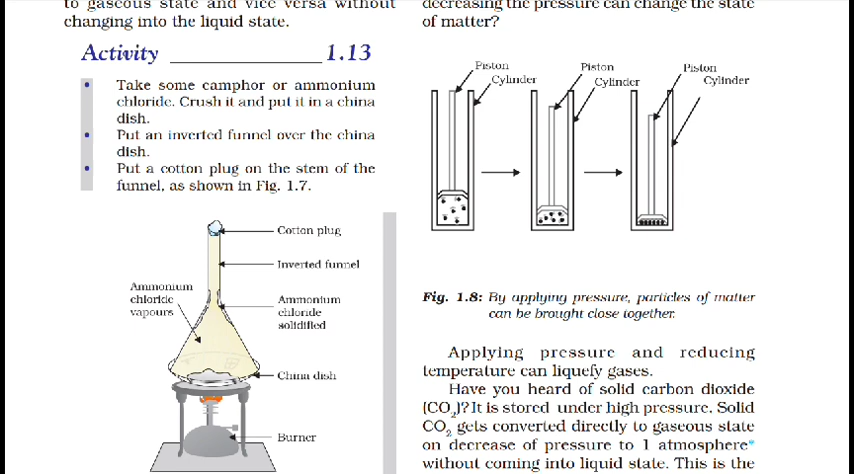 to gaseous state and vice versa without
changing into the liquid state.
Activity ______________ 1.13
• Take some camphor or ammonium
chloride. Crush it and put it in a china
dish.
• Put an inverted funnel over the china
dish.
• Put a cotton plug on the stem of the
funnel, as shown in Fig. 1.7.
Cotton plug
Inverted funnel
Ammonium
chloride
vapours
Ammonium
chloride
solidified
China dish
Burner
decreasing the pressure can change the state
of matter?
Piston
Cylinder
Piston
Cylinder
Piston
Cylinder
Fig. 1.8: By applying pressure, particles of matter
can be brought close together.
Applying pressure and reducing
temperature can liquefy gases.
Have you heard of solid carbon dioxide
(CO₂)? It is stored under high pressure. Solid
CO₂ gets converted directly to gaseous state
on decrease of pressure to 1 atmosphere*
without coming into liquid state. This is the